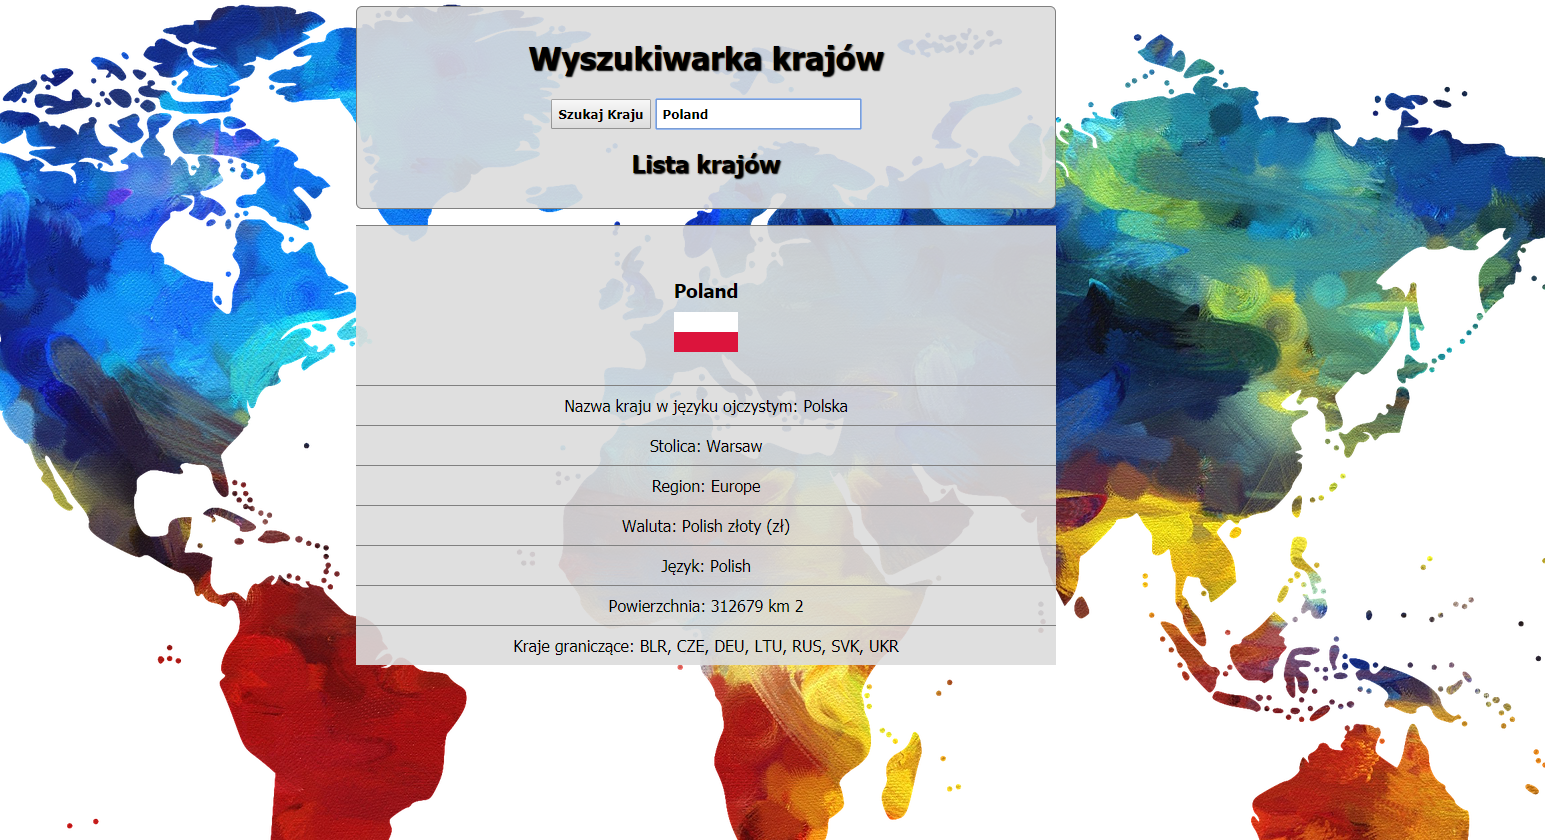 Wyszukiwarka krajów
Szukaj Kraju Poland
Lista krajów
Poland
Nazwa kraju w języku ojczystym: Polska
Stolica: Warsaw
Region: Europe
Waluta: Polish złoty (zł)
Język: Polish
Powierzchnia: 312679 km 2
Kraje graniczące: BLR, CZE, DEU, LTU, RUS, SVK, UKR